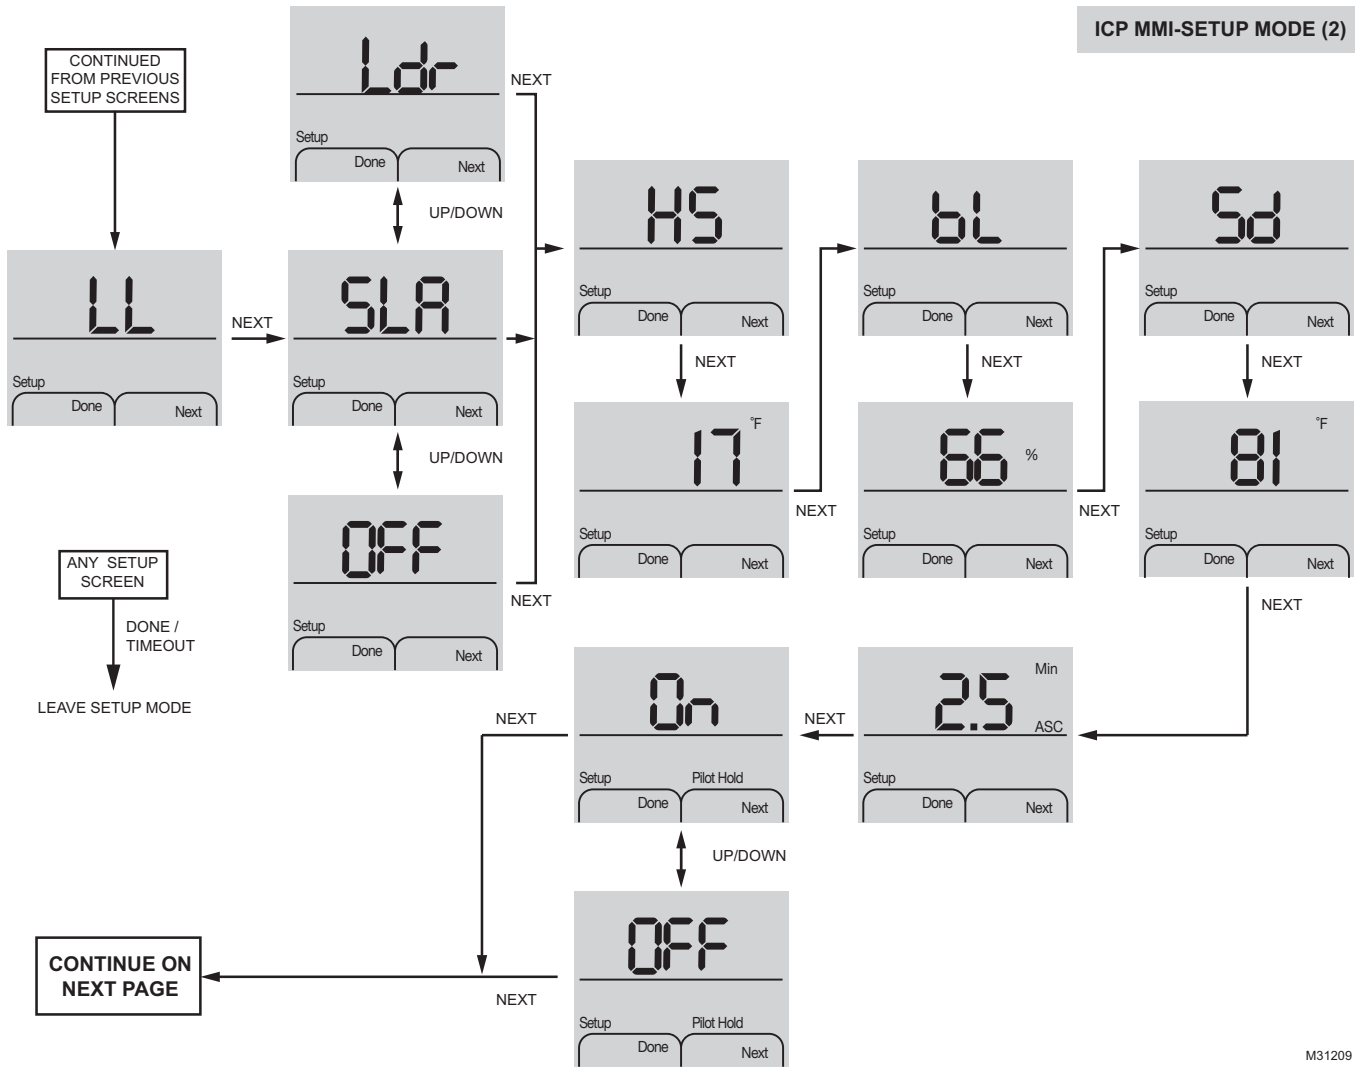 ICP MMI-SETUP MODE (2)
CONTINUED
FROM PREVIOUS
SETUP SCREENS
Ldr
Setup
Done
Next
NEXT
UP/DOWN
LL
Setup
Done
Next
NEXT
SLA
Setup
Done
Next
UP/DOWN
OFF
Setup
Done
Next
NEXT
HS
Setup
Done
Next
NEXT
17 °F
Setup
Done
Next
NEXT
bL
Setup
Done
Next
NEXT
66 %
Setup
Done
Next
NEXT
Sd
Setup
Done
Next
NEXT
81 °F
Setup
Done
Next
NEXT
ANY SETUP
SCREEN
DONE /
TIMEOUT
LEAVE SETUP MODE
2.5
Min
ASC
Setup
Done
Next
NEXT
On
Setup
Pilot Hold
Done
Next
NEXT
UP/DOWN
OFF
Setup
Pilot Hold
Done
Next
NEXT
CONTINUE ON
NEXT PAGE
M31209